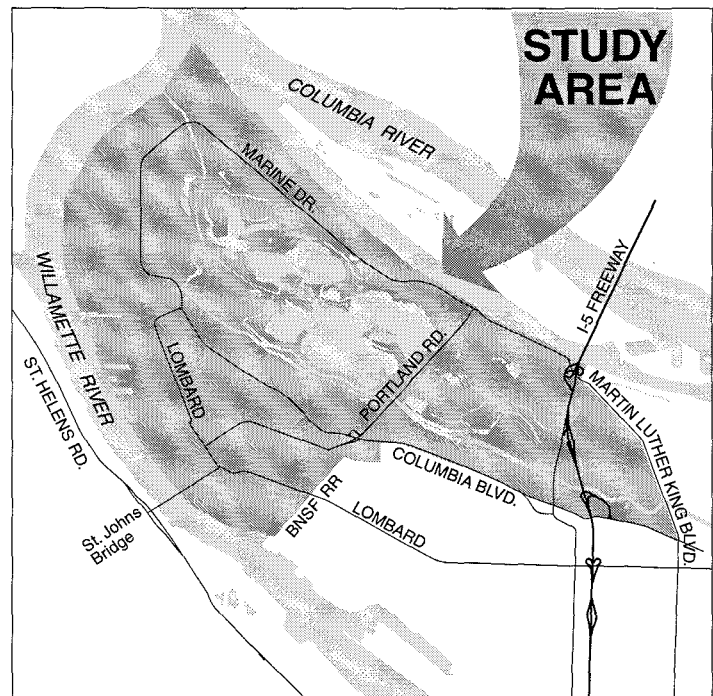 STUDY
AREA
COLUMBIA RIVER
MARINE DR.
I-5 FREEWAY
WILLAMETTE RIVER
LOMBARD
PORTLAND RD.
ST. HELENS RD.
MARTIN LUTHER KING BLVD.
COLUMBIA BLVD.
BNSF RR
LOMBARD
St. Johns
Bridge